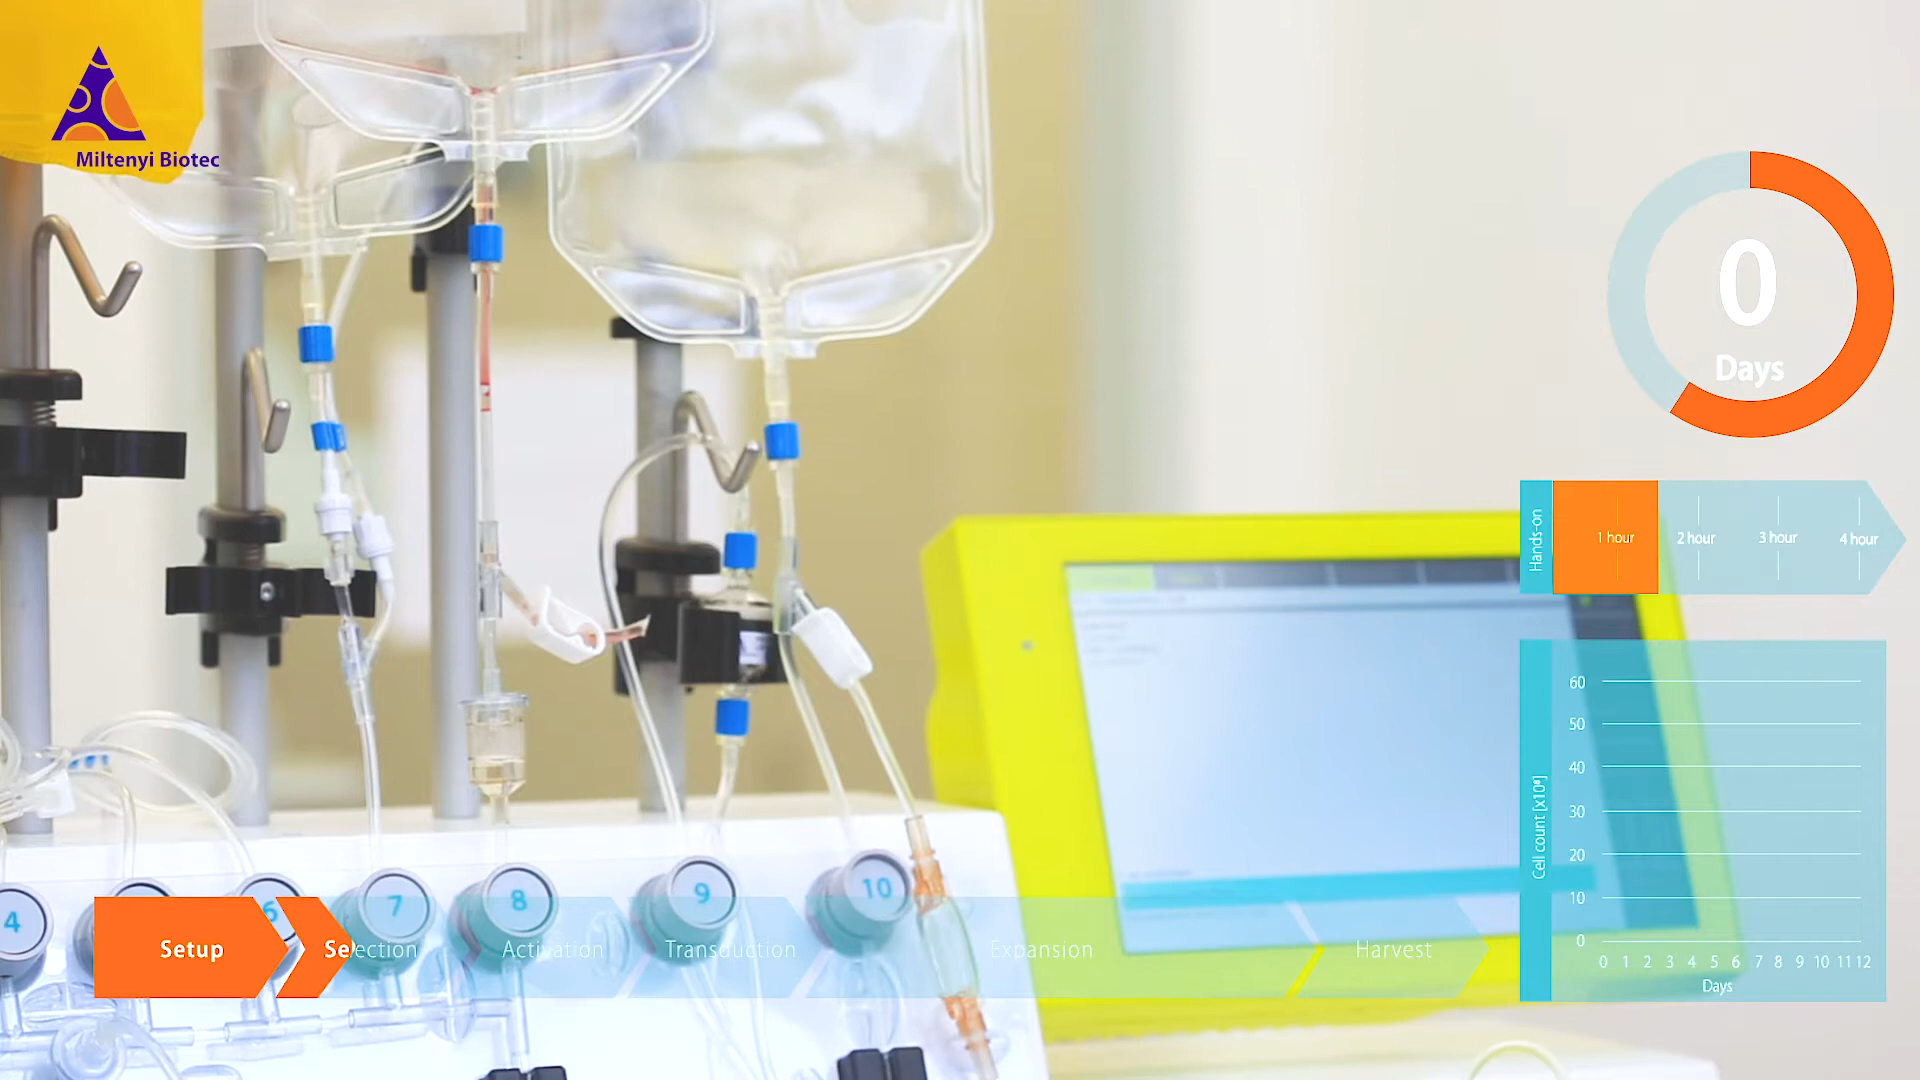 Miltenyi Biotec
0
Days
Hands-on
1 hour
2 hour
3 hour
4 hour
Cell count [x10⁸]
60
50
40
30
20
10
0
0 1 2 3 4 5 6 7 8 9 10 11 12
Days
4
6
7
8
9
10
Setup
Selection
Activation
Transduction
Expansion
Harvest